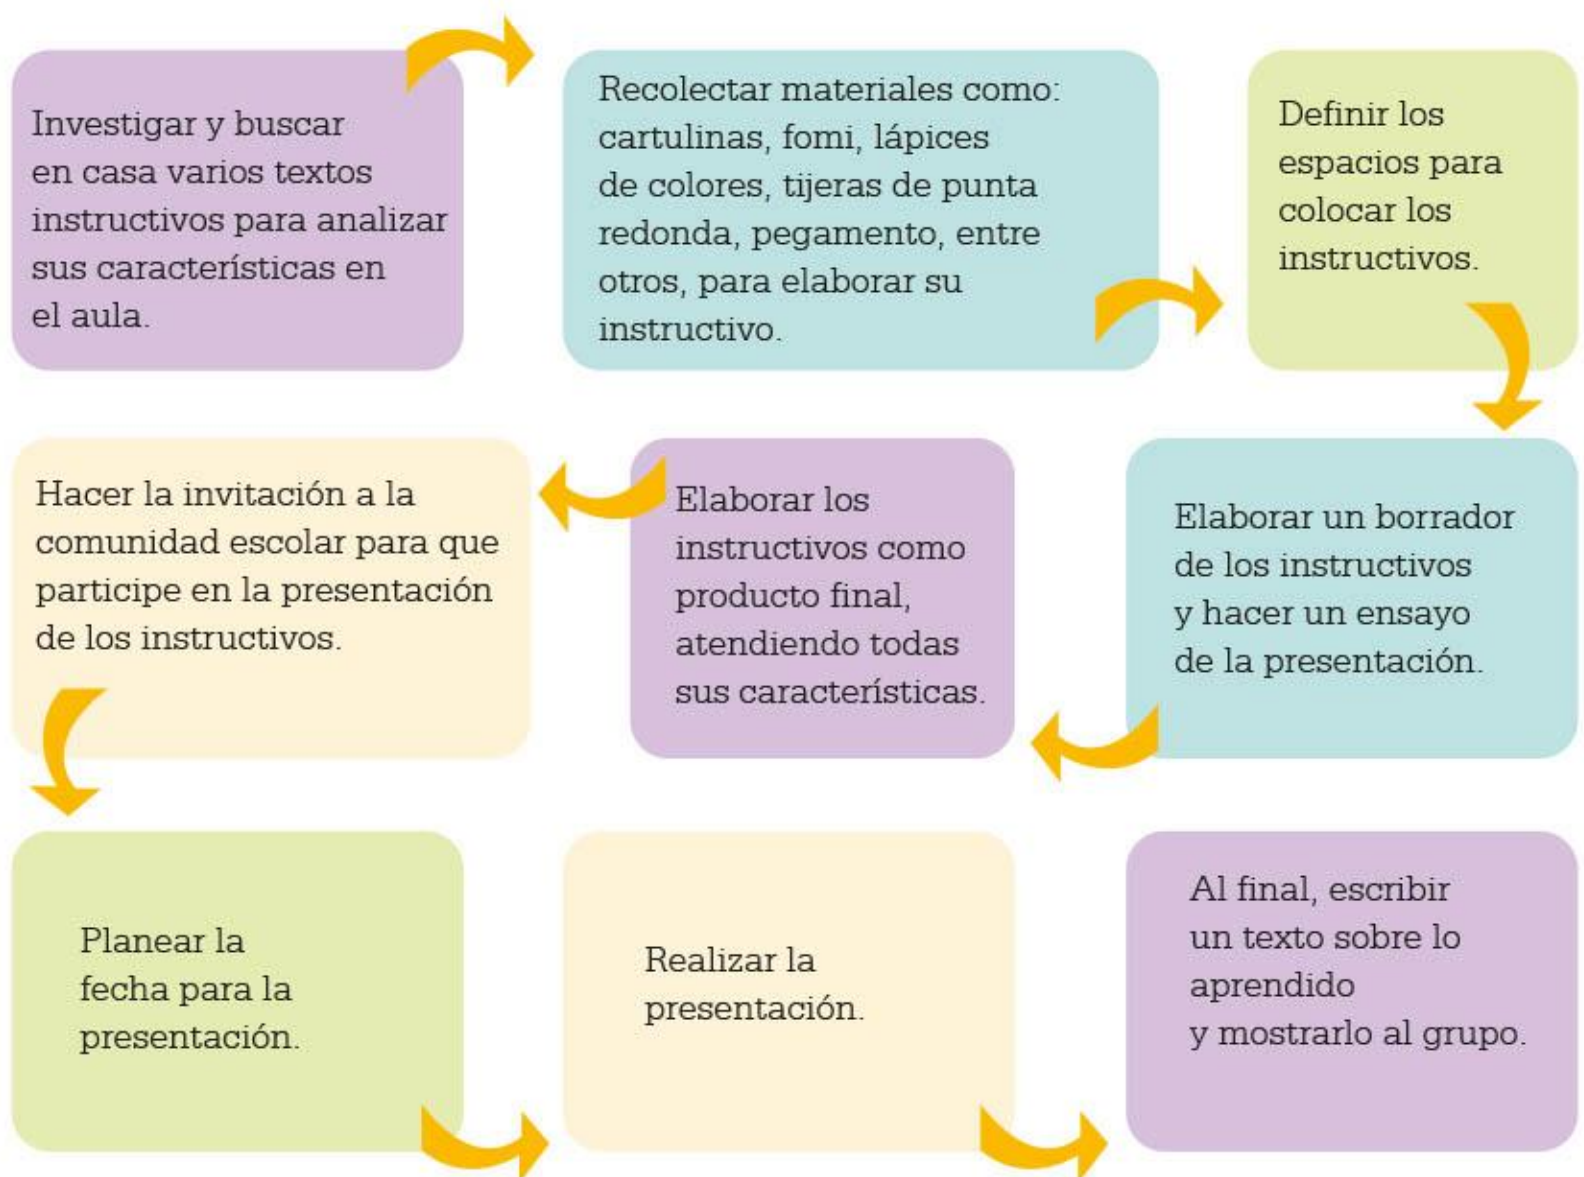 Investigar y buscar
en casa varios textos
instructivos para analizar
sus características en
el aula.
Recolectar materiales como:
cartulinas, fomi, lápices
de colores, tijeras de punta
redonda, pegamento, entre
otros, para elaborar su
instructivo.
Definir los
espacios para
colocar los
instructivos.
Elaborar un borrador
de los instructivos
y hacer un ensayo
de la presentación.
Elaborar los
instructivos como
producto final,
atendiendo todas
sus características.
Hacer la invitación a la
comunidad escolar para que
participe en la presentación
de los instructivos.
Planear la
fecha para la
presentación.
Realizar la
presentación.
Al final, escribir
un texto sobre lo
aprendido
y mostrarlo al grupo.